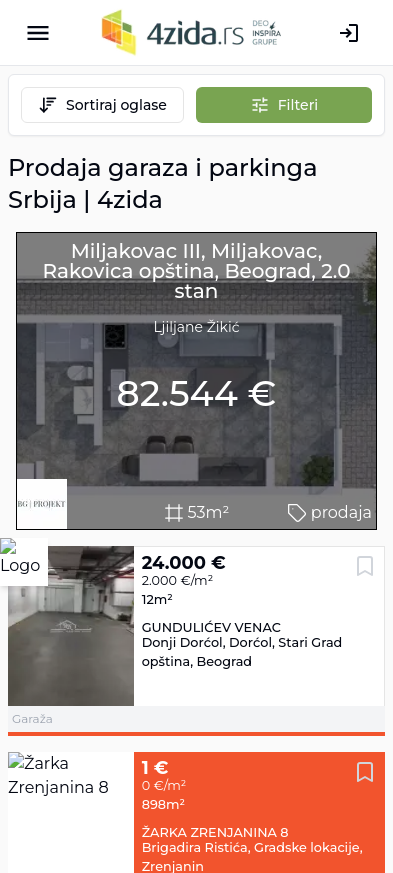 4zida.rs DEO INSPIRA GRUPE
Sortiraj oglase
Filteri
Prodaja garaza i parkinga
Srbija | 4zida
Miljakovac III, Miljakovac,
Rakovica opština, Beograd, 2.0
stan
Ljiljane Žikić
82.544 €
BG | PROJEKT
53m²
prodaja
Logo
24.000 €
2.000 €/m²
12m²
GUNDULIĆEV VENAC
Donji Dorćol, Dorćol, Stari Grad
opština, Beograd
Garaža
Žarka
Zrenjanina 8
1 €
0 €/m²
898m²
ŽARKA ZRENJANINA 8
Brigadira Ristića, Gradske lokacije,
Zrenjanin